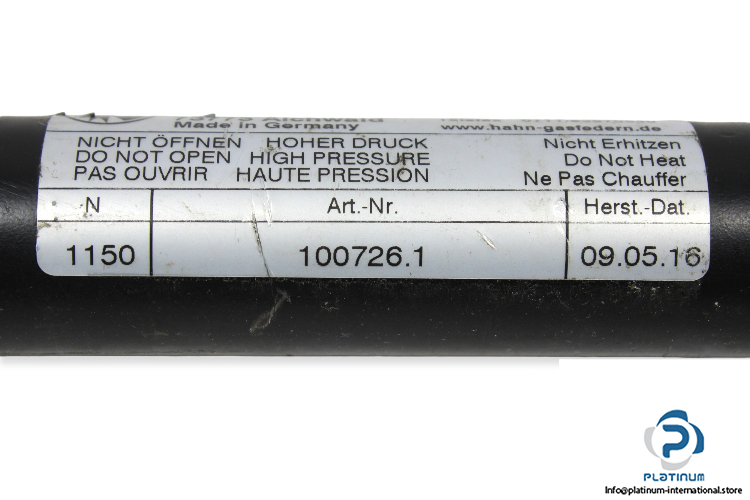 73773 Aichwald
Made in Germany
www.hahn-gasfedern.de
NICHT ÖFFNEN HOHER DRUCK
DO NOT OPEN HIGH PRESSURE
PAS OUVRIR HAUTE PRESSION
Nicht Erhitzen
Do Not Heat
Ne Pas Chauffer
N Art.-Nr. Herst.-Dat.
1150 100726.1 09.05.16
PLATINUM
Info@platinum-international.store